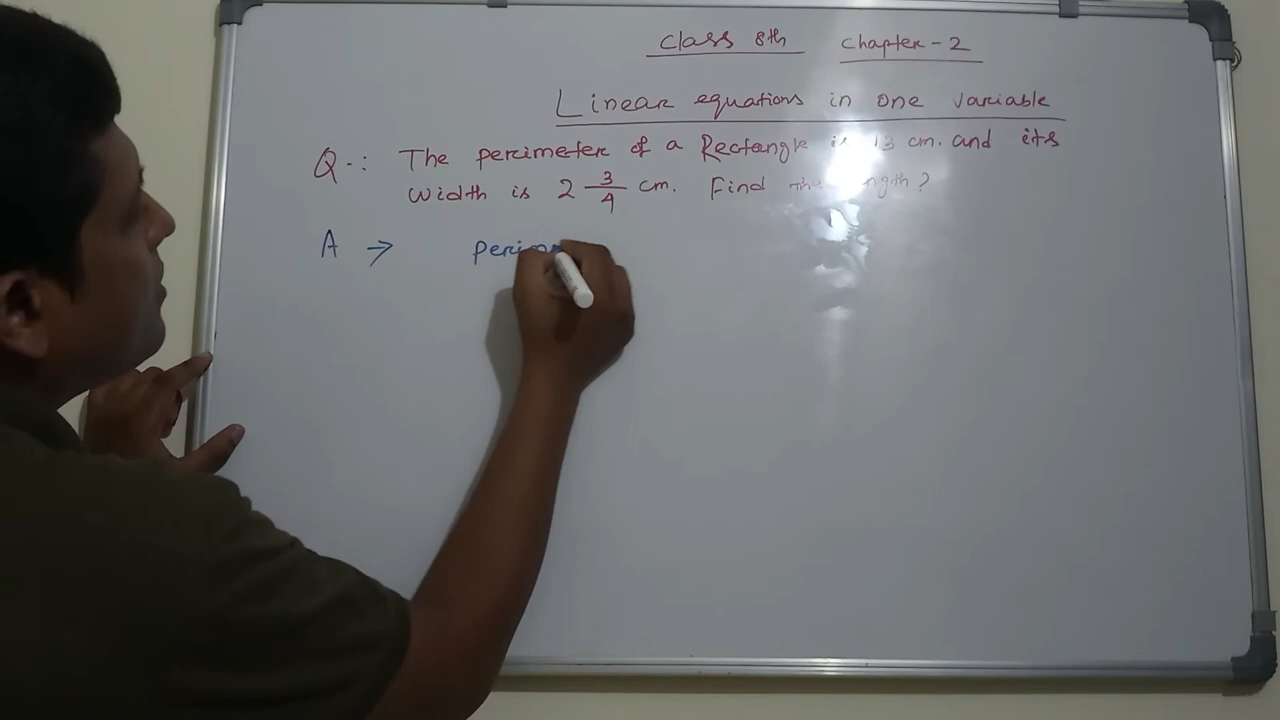 Class 8th Chapter - 2
Linear equations in one variable
Q.: The perimeter of a Rectangle is 13 cm. and its
width is 2 3/4 cm. Find the length?
A → perim